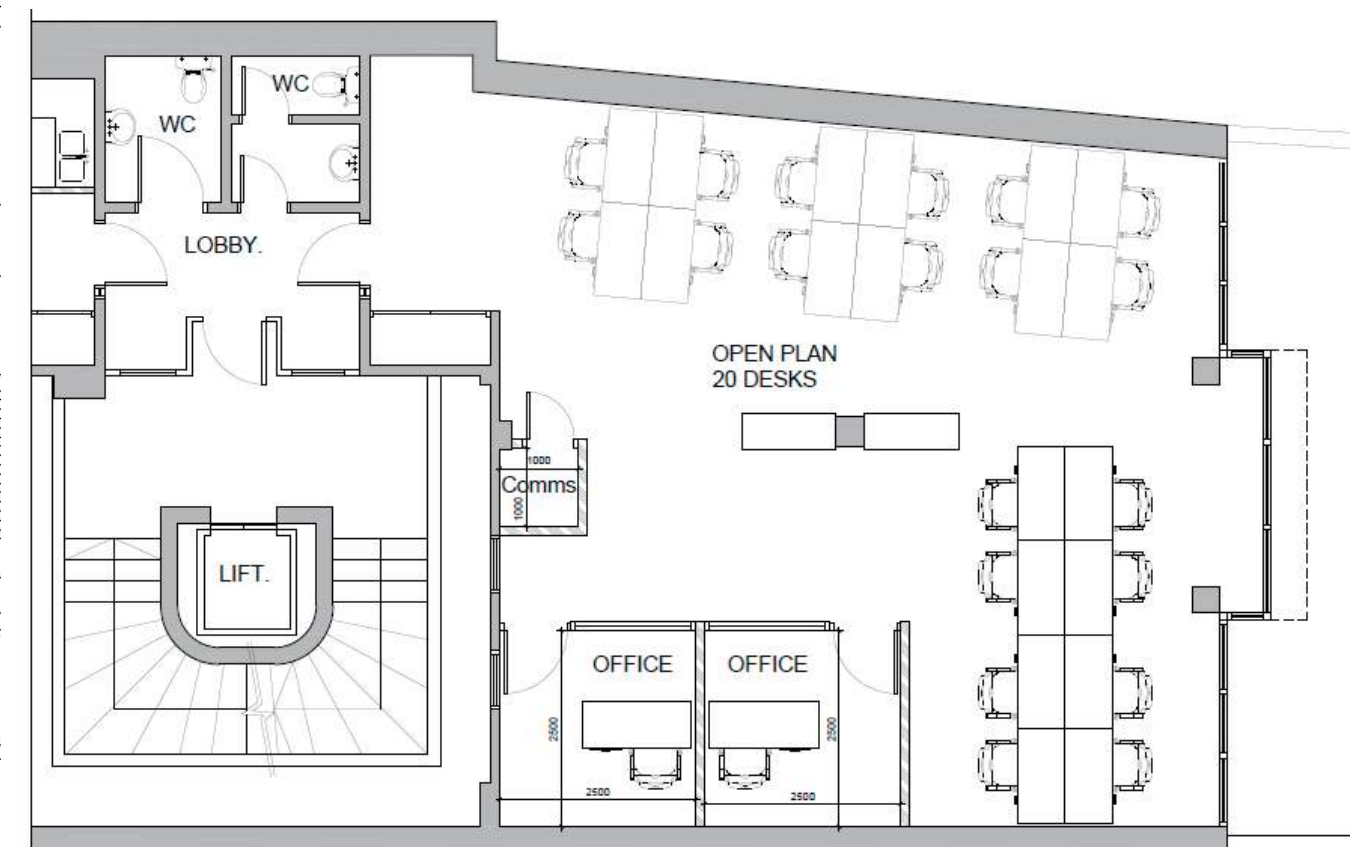 WC
WC
LOBBY.
OPEN PLAN
20 DESKS
1000
Comms
1000
LIFT.
OFFICE
OFFICE
2500
2500
2500
2500